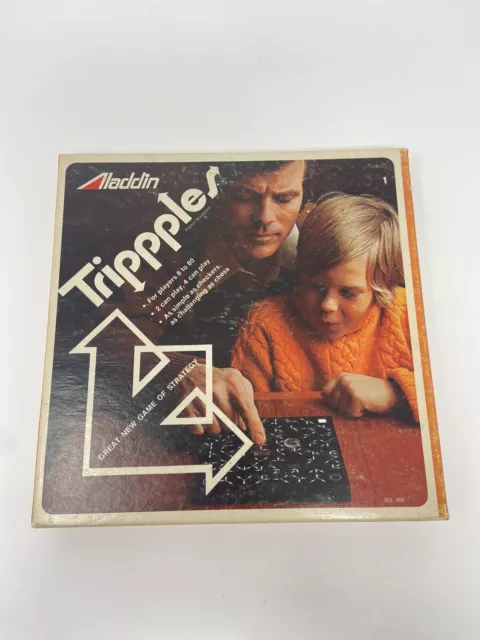 Aladdin
Trippples
• For players 8 to 80
• 2 can play, 4 can play
• As simple as checkers,
as challenging as chess
GREAT NEW GAME OF STRATEGY